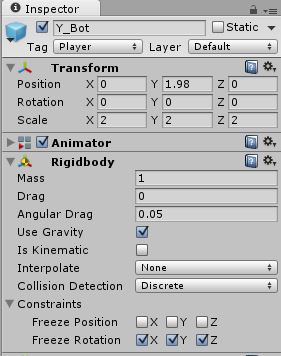 Inspector
Y_Bot Static
Tag Player Layer Default
Transform
Position X 0 Y 1.98 Z 0
Rotation X 0 Y 0 Z 0
Scale X 2 Y 2 Z 2
Animator
Rigidbody
Mass 1
Drag 0
Angular Drag 0.05
Use Gravity
Is Kinematic
Interpolate None
Collision Detection Discrete
Constraints
Freeze Position X Y Z
Freeze Rotation X Y Z